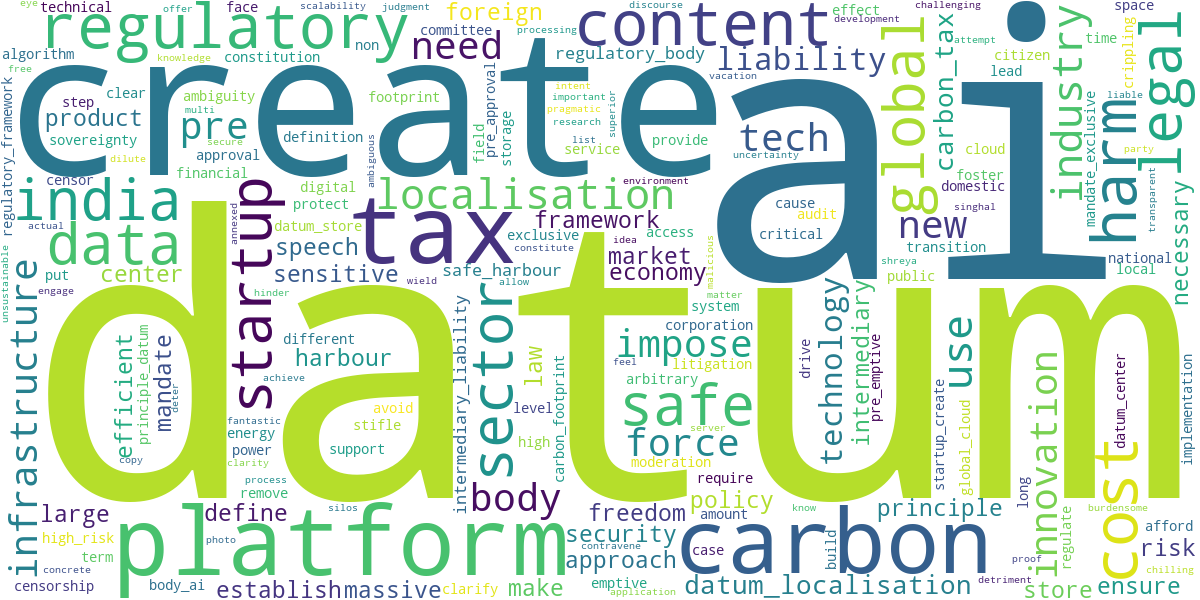 eye technical
offer scalability judgment
regulatory
non
face committee
foreign
need
processing
effect
discourse
content
development
challenging
space
algorithm
free
knowledge
constitution
regulatory_body
vacation
liability
global
carbon_tax
attempt
industry
time
citizen
lead
crippling
legal
create
ai
step clear
multi
ambiguity
footprint
product
pre
sovereignty
definition
approval
dilute
secure
financial
field
pre_approval
storage
intent
important
pragmatic
research
list
service
superior
provide
tech
uncertainty
cloud
foster
domestic
liable
mandate_exclusive
harm
party
transparent
regulatory_framework
censor
india
digital
protect
ambiguous
localisation
environment
cause
audit
critical
new
singhal
transition
necessary
actual
annexed
startup
datum_store
tax
framework
exclusive
constitute
idea
access
data
speech
market
economy
malicious
shreya
public
national
local
put center
engage
sensitive
safe_harbour
wield
allow
matter
system
unsustainable
infrastructure
hinder
datum
different
harbour
achieve
intermediary_liability
sector
law
corporation
impose
litigation
feel
arbitrary
drive
technology
intermediary
pre_emptive
use
efficient
principle_datum
mandate
deter
avoid
stifle
level
safe
server
innovation
datum_center
implementation
fantastic
energy
clarity
power
support
high
carbon_footprint
force
moderation
startup_create
global_cloud
copy
process
remove
body
require
policy
know
long
cost
burdensome
large
define
silos
freedom
amount
principle
afford
high_risk
platform
photo
contravene
security
carbon
case
build
proof
regulate
risk
term
concrete
approach
chilling
censorship
body_ai
establish
massive
clarify
make
emptive
application
datum_localisation
detriment
store
ensure